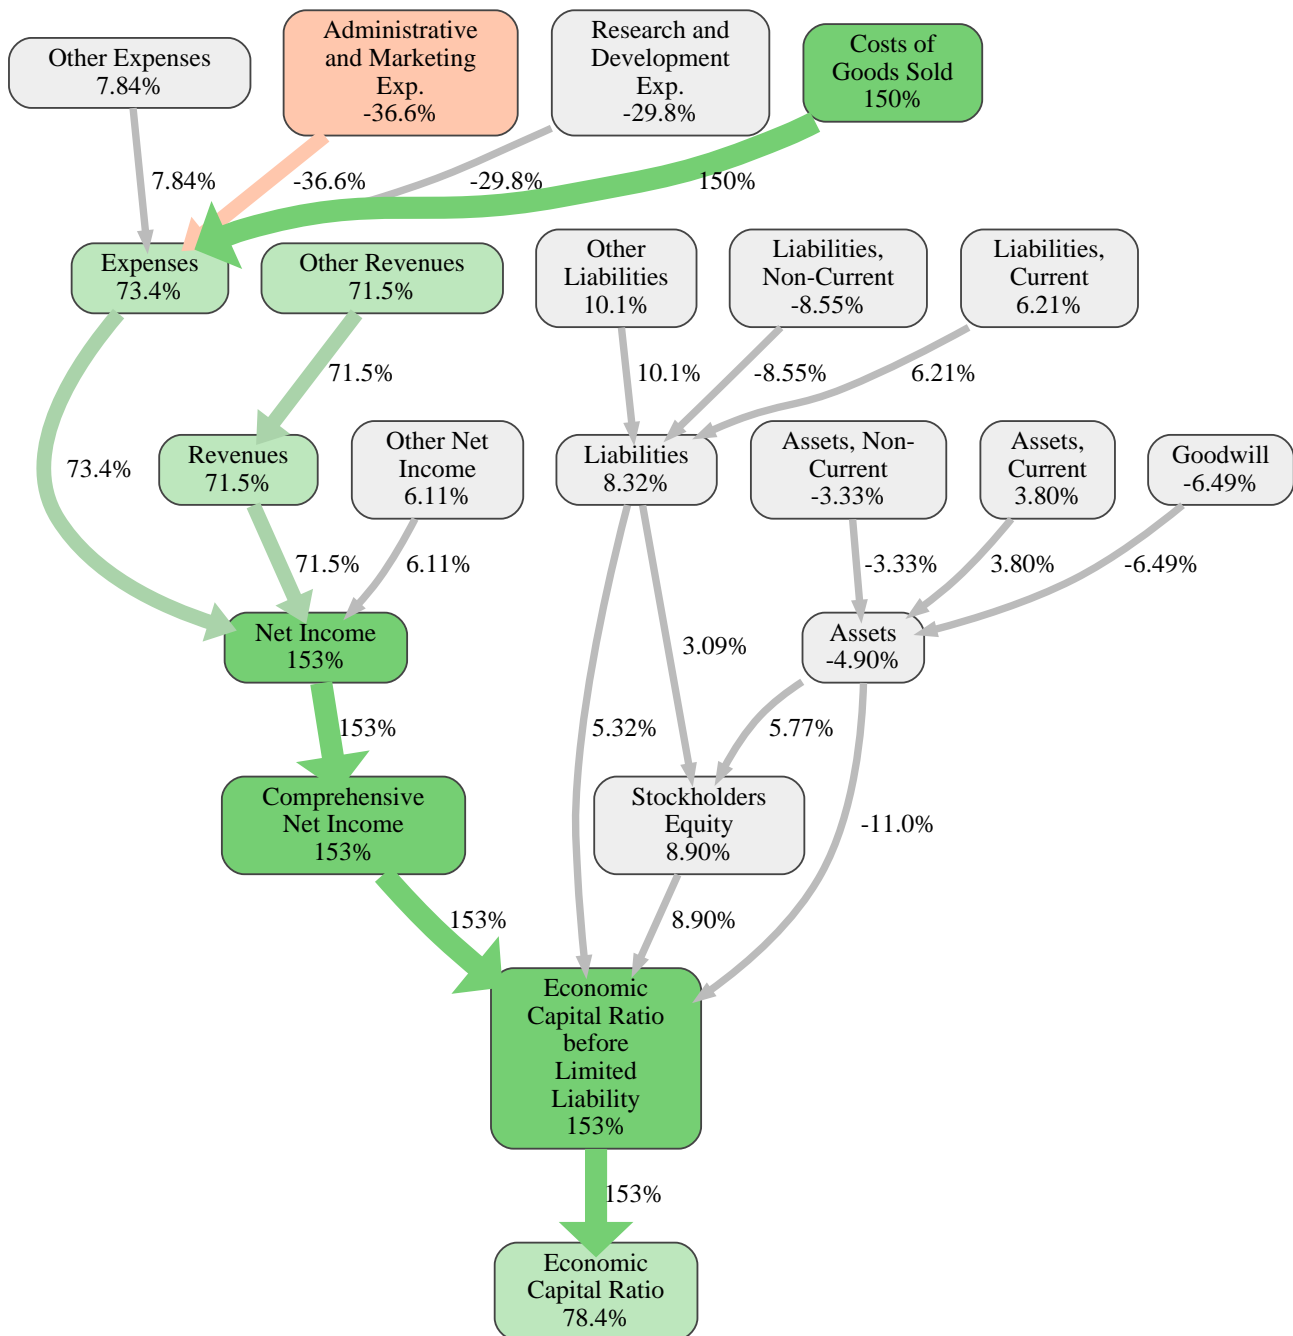 Other Expenses
7.84%
Administrative
and Marketing
Exp.
-36.6%
Research and
Development
Exp.
-29.8%
Costs of
Goods Sold
150%
7.84%
-36.6%
-29.8%
150%
Expenses
73.4%
Other Revenues
71.5%
Other
Liabilities
10.1%
Liabilities,
Non-Current
-8.55%
Liabilities,
Current
6.21%
71.5%
10.1%
-8.55%
6.21%
73.4%
Revenues
71.5%
Other Net
Income
6.11%
Liabilities
8.32%
Assets, Non-
Current
-3.33%
Assets,
Current
3.80%
Goodwill
-6.49%
71.5%
6.11%
-3.33%
3.80%
-6.49%
Net Income
153%
3.09%
Assets
-4.90%
153%
5.32%
5.77%
Comprehensive
Net Income
153%
Stockholders
Equity
8.90%
-11.0%
153%
8.90%
Economic
Capital Ratio
before
Limited
Liability
153%
153%
Economic
Capital Ratio
78.4%